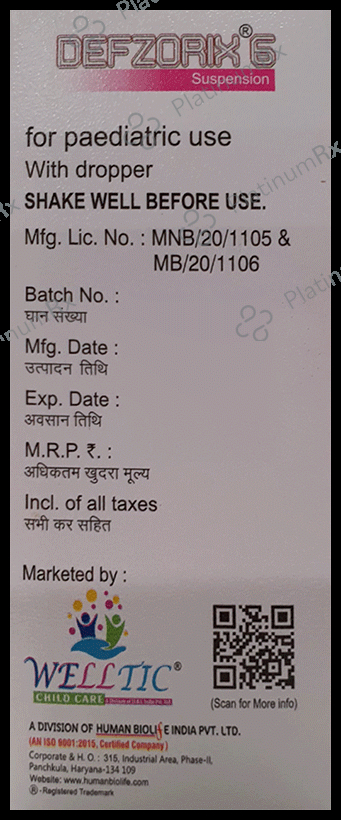 DEFZORIX®6
Suspension
for paediatric use
With dropper
SHAKE WELL BEFORE USE.
Mfg. Lic. No. : MNB/20/1105 &
MB/20/1106
Batch No. :
घान संख्या
Mfg. Date :
उत्पादन तिथि
Exp. Date :
अवसान तिथि
M.R.P. ₹. :
अधिकतम खुदरा मूल्य
Incl. of all taxes
सभी कर सहित
Marketed by :
WELLTIC®
CHILD CARE
(Scan for More info)
A DIVISION OF HUMAN BIOLIFE INDIA PVT. LTD.
(AN ISO 9001:2015, Certified Company)
Corporate & H. O. : 315, Industrial Area, Phase-II,
Panchkula, Haryana-134 109
Website: www.humanbiolife.com
® - Registered Trademark
PlatinumRx